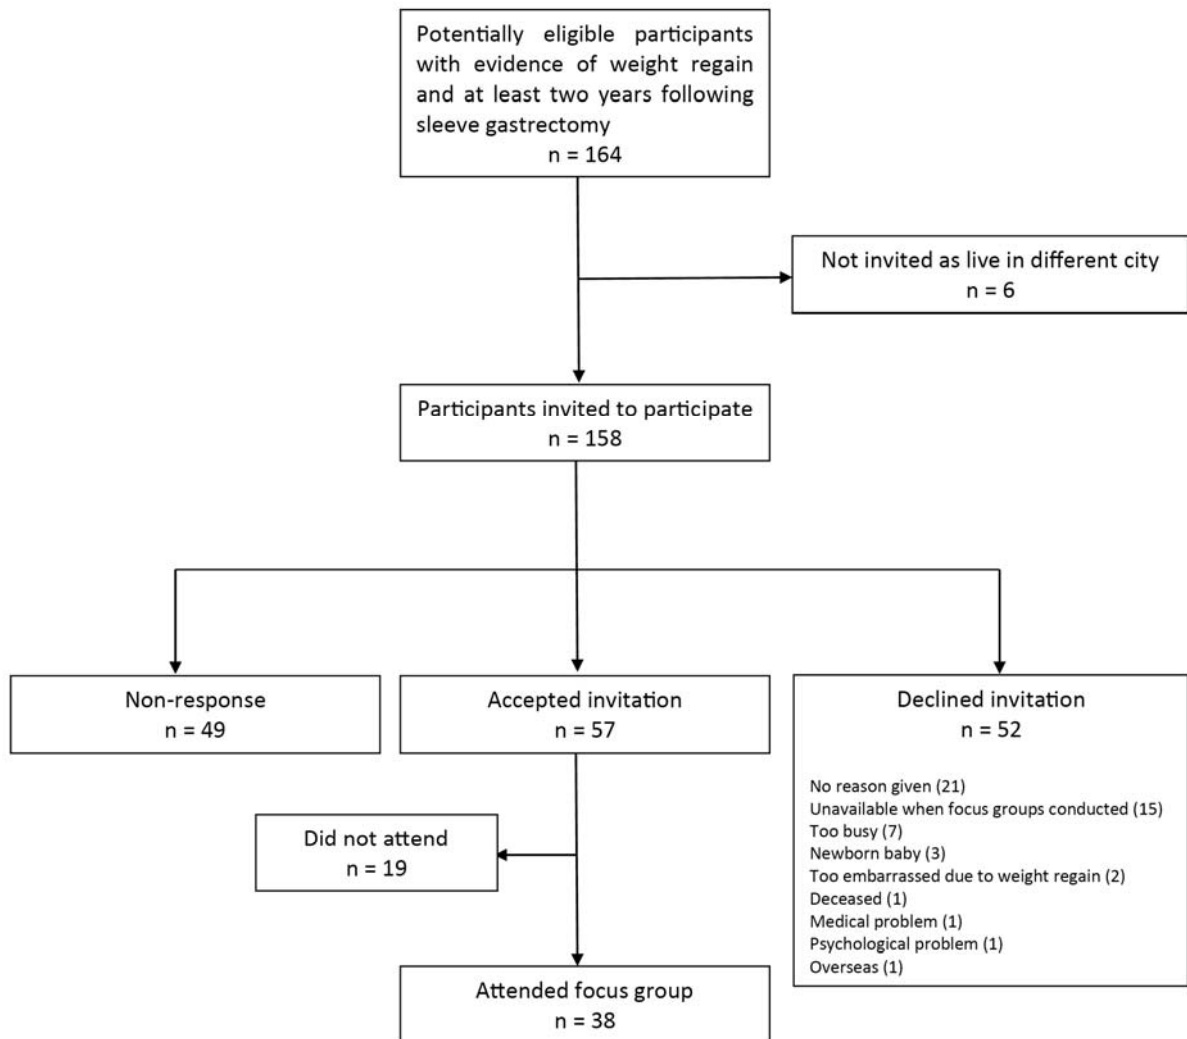 Potentially eligible participants
with evidence of weight regain
and at least two years following
sleeve gastrectomy
n = 164
Not invited as live in different city
n = 6
Participants invited to participate
n = 158
Non-response
n = 49
Accepted invitation
n = 57
Declined invitation
n = 52
No reason given (21)
Unavailable when focus groups conducted (15)
Too busy (7)
Newborn baby (3)
Too embarrassed due to weight regain (2)
Deceased (1)
Medical problem (1)
Psychological problem (1)
Overseas (1)
Did not attend
n = 19
Attended focus group
n = 38